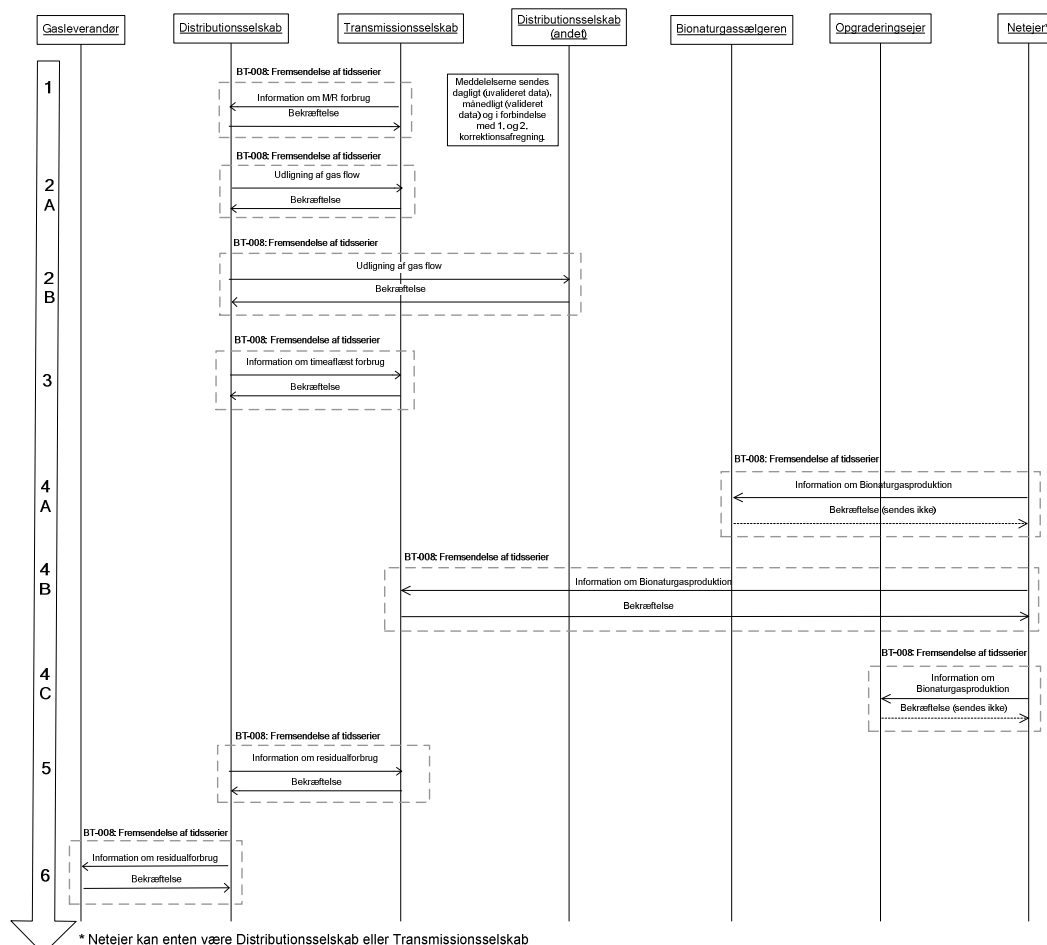 Gasleverandør
Distributionsselskab
Transmissionsselskab
Distributionsselskab
(andet)
Bionaturgassælgeren
Opgraderingsejer
Netejer*
1
BT-008: Fremsendelse af tidsserier
Information om M/R forbrug
Bekræftelse
Meddelelserne sendes
dagligt (uvalideret data),
månedligt (valideret
data) og i forbindelse
med 1, og 2,
korrektionsafregning.
2
A
BT-008: Fremsendelse af tidsserier
Udligning af gas flow
Bekræftelse
2
B
BT-008: Fremsendelse af tidsserier
Udligning af gas flow
Bekræftelse
3
BT-008: Fremsendelse af tidsserier
Information om timeaflæst forbrug
Bekræftelse
4
A
BT-008: Fremsendelse af tidsserier
Information om Bionaturgasproduktion
Bekræftelse (sendes ikke)
4
B
BT-008: Fremsendelse af tidsserier
Information om Bionaturgasproduktion
Bekræftelse
4
C
BT-008: Fremsendelse af tidsserier
Information om
Bionaturgasproduktion
Bekræftelse (sendes ikke)
5
BT-008: Fremsendelse af tidsserier
Information om residualforbrug
Bekræftelse
6
BT-008: Fremsendelse af tidsserier
Information om residualforbrug
Bekræftelse
* Netejer kan enten være Distributionsselskab eller Transmissionsselskab